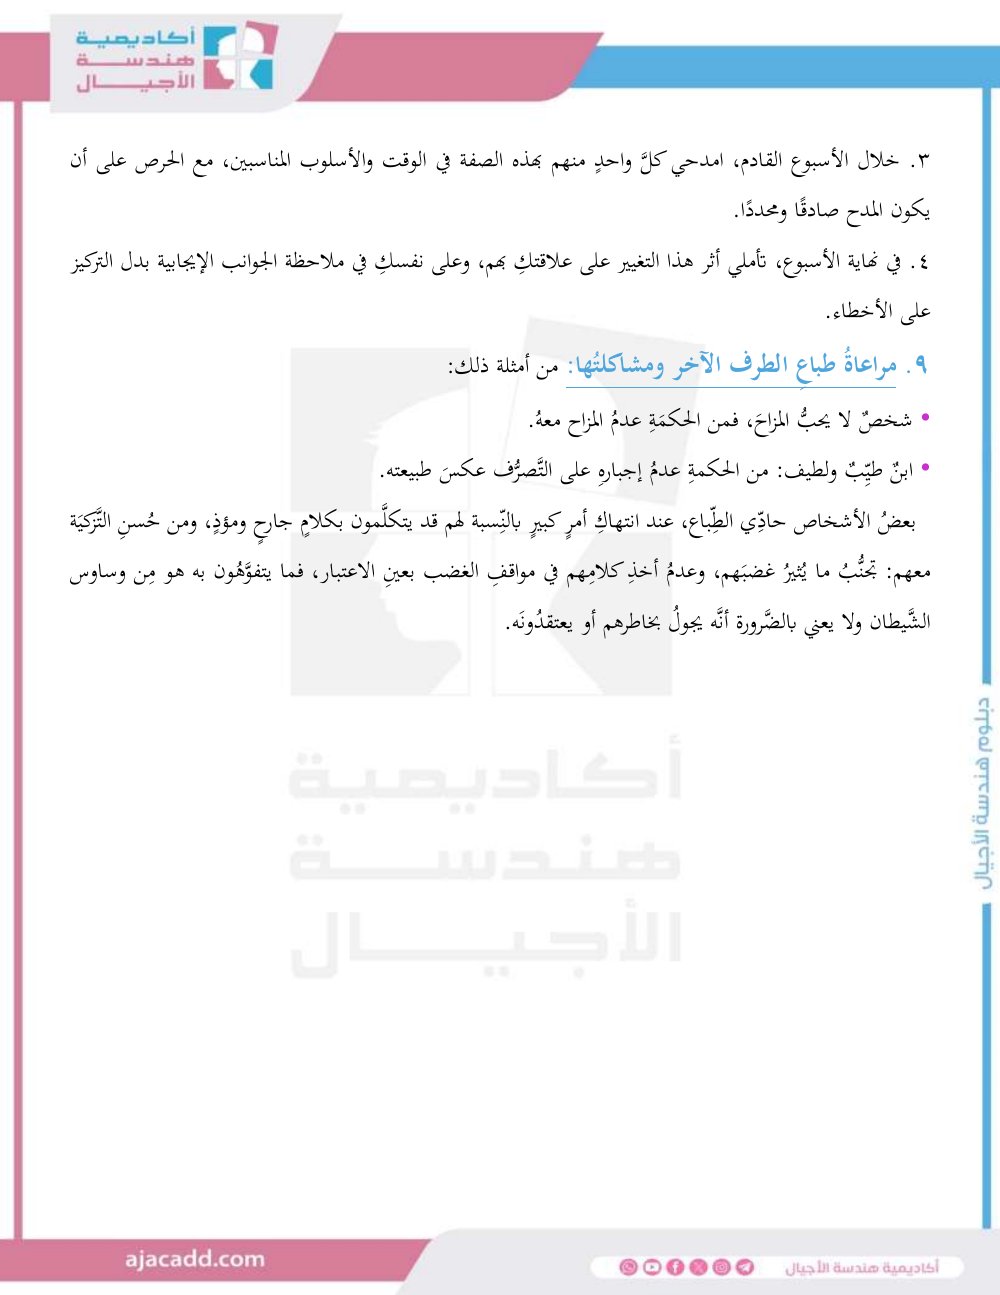 أكاديمية
هندسة
الأجيال
٣. خلال الأسبوع القادم، امدحي كلَّ واحدٍ منهم بهذه الصفة في الوقت والأسلوب المناسبين، مع الحرص على أن
يكون المدح صادقًا ومحددًا.
٤. في نهاية الأسبوع، تأملي أثر هذا التغيير على علاقتكِ بهم، وعلى نفسكِ في ملاحظة الجوانب الإيجابية بدل التركيز
على الأخطاء.
٩. مراعاةُ طباعِ الطرف الآخر ومشاكلتُها: من أمثلة ذلك:
• شخصٌ لا يحبُّ المزاحَ، فمن الحكمَةِ عدمُ المزاح معهُ.
• ابنٌ طيِّبٌ ولطيف: من الحكمةِ عدمُ إجبارهِ على التَّصرُّف عكسَ طبيعته.
بعضُ الأشخاص حادِّي الطِّباع، عند انتهاكِ أمرٍ كبيرٍ بالنِّسبة لهم قد يتكلَّمون بكلامٍ جارحٍ ومؤذٍ، ومن حُسنِ التَّزكيَة
معهم: تجنُّبُ ما يُثيرُ غضبَهم، وعدمُ أخذِ كلامِهم في مواقفِ الغضب بعينِ الاعتبار، فما يتفوَّهُون به هو مِن وساوس
الشَّيطان ولا يعني بالضَّرورة أنَّه يجولُ بخاطرهم أو يعتقدُونَه.
أكاديمية
هندسة
الأجيال
دبلوم هندسة الأجيال
أكاديمية هندسة الأجيال
ajacadd.com